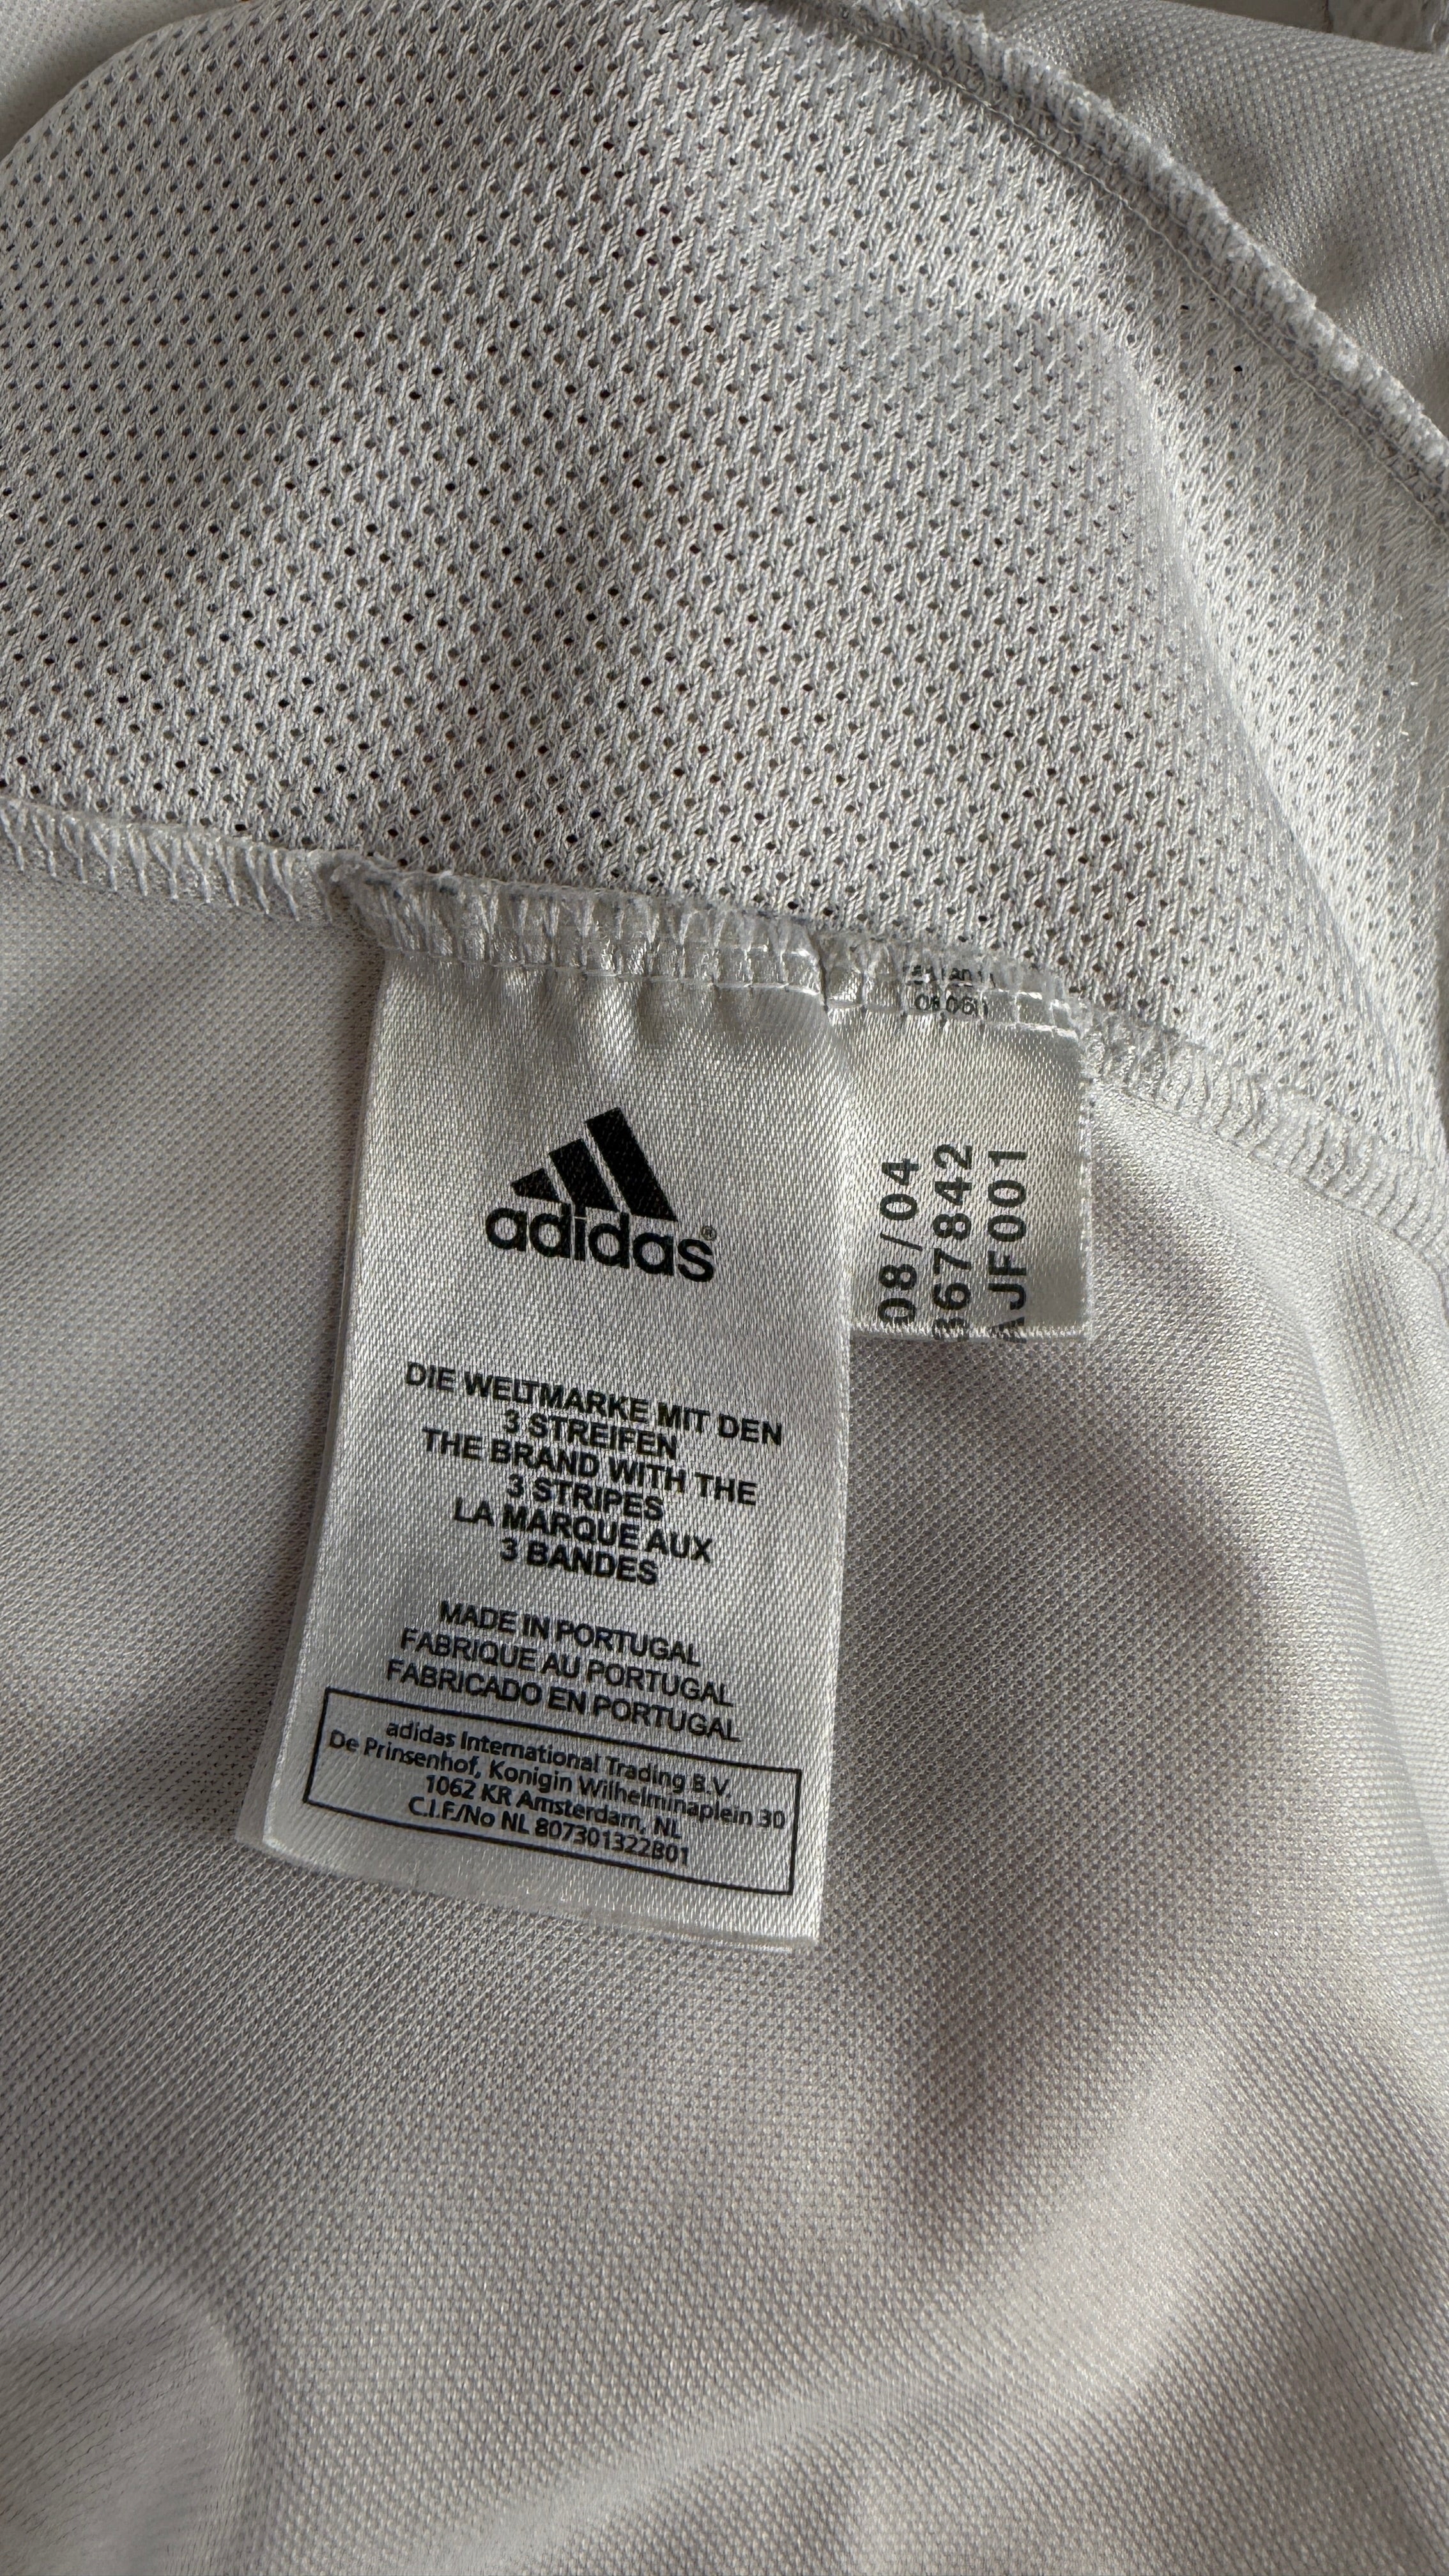 adidas®
DIE WELTMARKE MIT DEN
3 STREIFEN
THE BRAND WITH THE
3 STRIPES
LA MARQUE AUX
3 BANDES
MADE IN PORTUGAL
FABRIQUE AU PORTUGAL
FABRICADO EN PORTUGAL
adidas International Trading B.V.
De Prinsenhof, Konigin Wilhelminaplein 30
1062 KR Amsterdam, NL
C.I.F./No NL 807301322B01
08/04
367842
AJF001